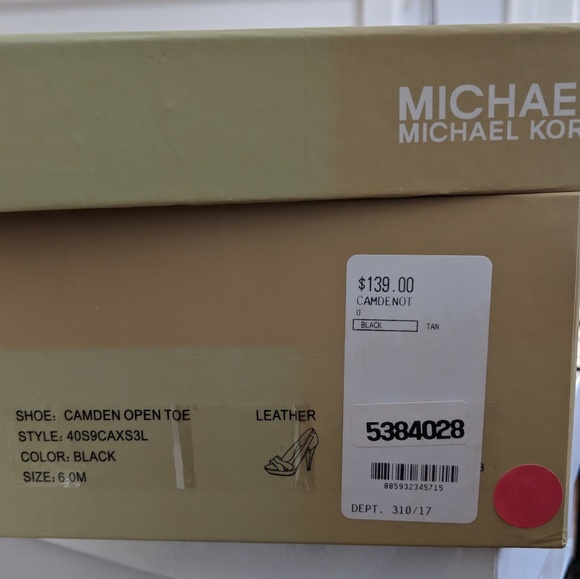 MICHAE
MICHAEL KOR
$139.00
CAMDENOT
0
BLACK TAN
SHOE: CAMDEN OPEN TOE LEATHER
STYLE: 40S9CAXS3L
COLOR: BLACK
SIZE: 6.0M
5384028
885932345715
DEPT. 310/17